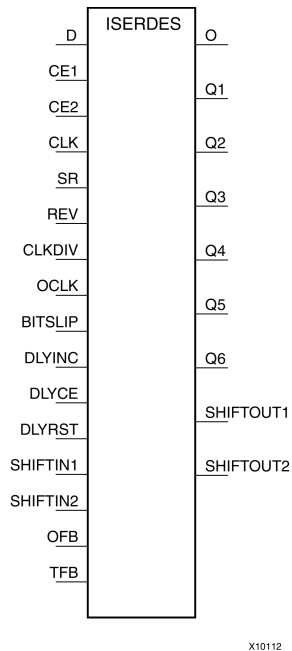 ISERDES
D
CE1
CE2
CLK
SR
REV
CLKDIV
OCLK
BITSLIP
DLYINC
DLYCE
DLYRST
SHIFTIN1
SHIFTIN2
OFB
TFB
O
Q1
Q2
Q3
Q4
Q5
Q6
SHIFTOUT1
SHIFTOUT2
X10112